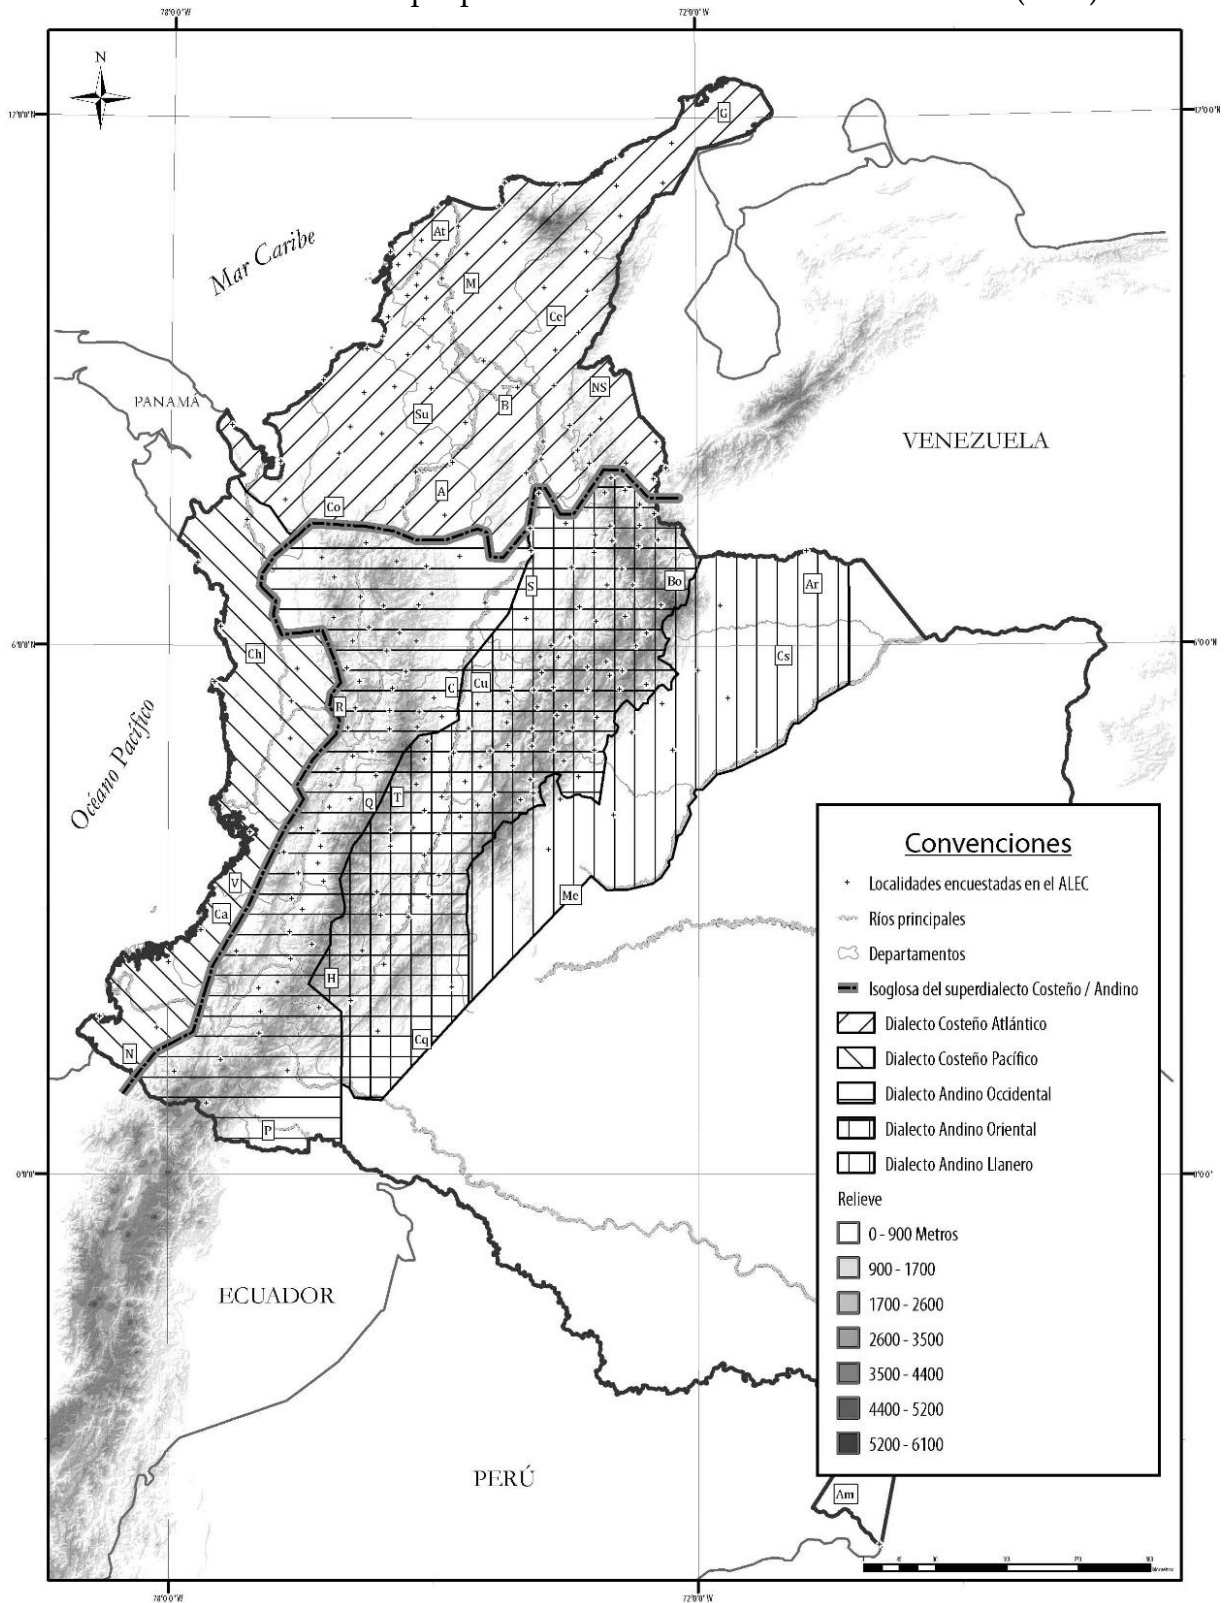 78°0'0"W 72°0'0"W
N
12°0'0"N
G
At
Mar Caribe
M
Ce
NS
PANAMÁ
B
Su
VENEZUELA
A
Co
S
Bo
Ar
6°0'0"N 6°0'0"N
Ch
Cs
C
Cu
R
Océano Pacífico
Q
T
V
Ca
Me
H
Cq
N
P
Convenciones
Localidades encuestadas en el ALEC
Ríos principales
Departamentos
Isoglosa del superdialecto Costeño / Andino
Dialecto Costeño Atlántico
Dialecto Costeño Pacífico
Dialecto Andino Occidental
Dialecto Andino Oriental
Dialecto Andino Llanero
Relieve
0 - 900 Metros
900 - 1700
1700 - 2600
2600 - 3500
3500 - 4400
4400 - 5200
5200 - 6100
ECUADOR
PERÚ
Am
78°0'0"W 72°0'0"W